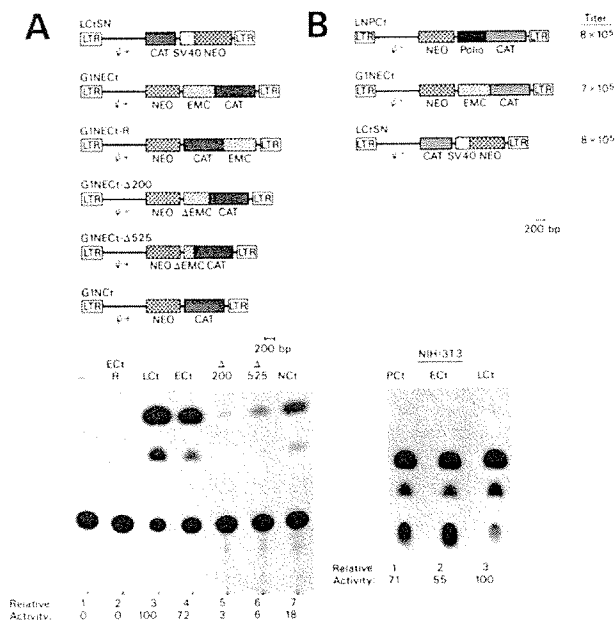 A
LCtSN
LTR LTR
ψ+ CAT SV40 NEO
G1NECt
LTR LTR
ψ+ NEO EMC CAT
G1NECt-R
LTR LTR
ψ+ NEO CAT EMC
G1NECt-Δ200
LTR LTR
ψ+ NEO ΔEMC CAT
G1NECt-Δ525
LTR LTR
ψ+ NEO ΔEMC CAT
G1NCt
LTR LTR
ψ+ NEO CAT
200 bp
– ECt R LCt ECt Δ 200 Δ 525 NCt
1 2 3 4 5 6 7
Relative Activity: 0 0 100 72 3 6 18
B
Titer
LNPCt
LTR LTR 8×10⁵
ψ+ NEO Polio CAT
G1NECt
LTR LTR 7×10⁵
ψ+ NEO EMC CAT
LCtSN
LTR LTR
ψ+ CAT SV40 NEO
200 bp
NIH-3T3
PCt ECt LCt
1 2 3
Relative Activity: 71 55 100